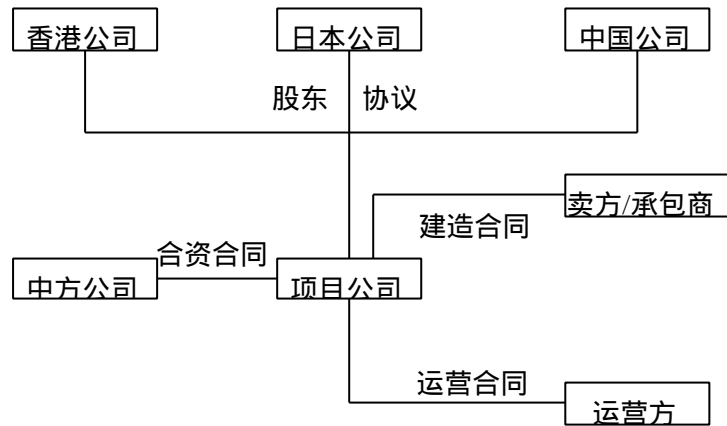 香港公司
日本公司
中国公司
股东 协议
卖方/承包商
建造合同
合资合同
中方公司
项目公司
运营合同
运营方